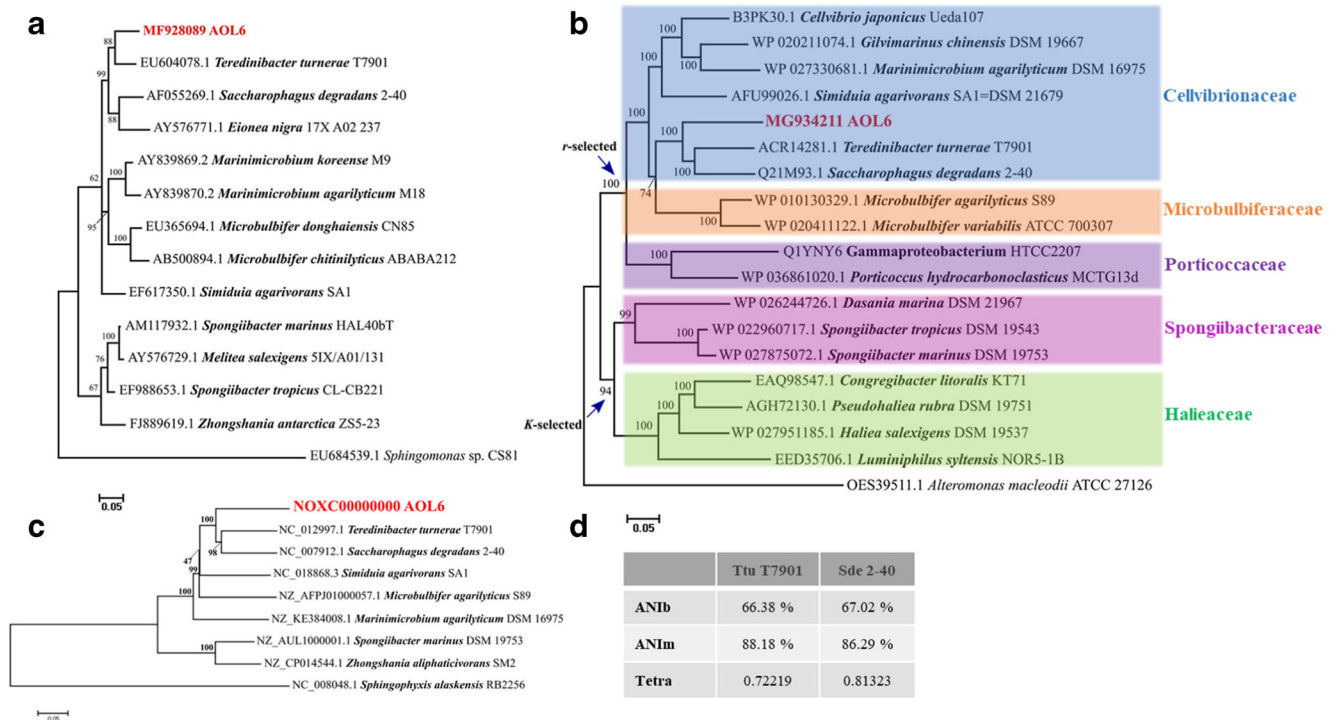 a
MF928089 AOL6
88
EU604078.1 Teredinibacter turnerae T7901
99
AF055269.1 Saccharophagus degradans 2-40
88
AY576771.1 Eionea nigra 17X A02 237
AY839869.2 Marinimicrobium koreense M9
100
62
AY839870.2 Marinimicrobium agarilyticum M18
95
EU365694.1 Microbulbifer donghaiensis CN85
100
AB500894.1 Microbulbifer chitinilyticus ABABA212
EF617350.1 Simiduia agarivorans SA1
AM117932.1 Spongiibacter marinus HAL40bT
100
76
AY576729.1 Melitea salexigens 5IX/A01/131
67
EF988653.1 Spongiibacter tropicus CL-CB221
FJ889619.1 Zhongshania antarctica ZS5-23
EU684539.1 Sphingomonas sp. CS81
0.05
b
B3PK30.1 Cellvibrio japonicus Ueda107
100
WP 020211074.1 Gilvimarinus chinensis DSM 19667
100
100
WP 027330681.1 Marinimicrobium agarilyticum DSM 16975
AFU99026.1 Simiduia agarivorans SA1=DSM 21679
Cellvibrionaceae
100
MG934211 AOL6
100
r-selected
ACR14281.1 Teredinibacter turnerae T7901
100
Q21M93.1 Saccharophagus degradans 2-40
100
74
WP 010130329.1 Microbulbifer agarilyticus S89
Microbulbiferaceae
100
WP 020411122.1 Microbulbifer variabilis ATCC 700307
Q1YNY6 Gammaproteobacterium HTCC2207
100
Porticoccaceae
WP 036861020.1 Porticoccus hydrocarbonoclasticus MCTG13d
WP 026244726.1 Dasania marina DSM 21967
99
WP 022960717.1 Spongiibacter tropicus DSM 19543
Spongiibacteraceae
100
WP 027875072.1 Spongiibacter marinus DSM 19753
EAQ98547.1 Congregibacter litoralis KT71
100
94
AGH72130.1 Pseudohaliea rubra DSM 19751
100
Halieaceae
K-selected
100
WP 027951185.1 Haliea salexigens DSM 19537
EED35706.1 Luminiphilus syltensis NOR5-1B
OES39511.1 Alteromonas macleodii ATCC 27126
0.05
c
NOXC00000000 AOL6
100
NC_012997.1 Teredinibacter turnerae T7901
98
NC_007912.1 Saccharophagus degradans 2-40
47
99
NC_018868.3 Simiduia agarivorans SA1
100
NZ_AFPJ01000057.1 Microbulbifer agarilyticus S89
NZ_KE384008.1 Marinimicrobium agarilyticum DSM 16975
NZ_AUL1000001.1 Spongiibacter marinus DSM 19753
100
NZ_CP014544.1 Zhongshania aliphaticivorans SM2
NC_008048.1 Sphingophyxis alaskensis RB2256
0.05
d
Ttu T7901 Sde 2-40
ANIb 66.38 % 67.02 %
ANIm 88.18 % 86.29 %
Tetra 0.72219 0.81323